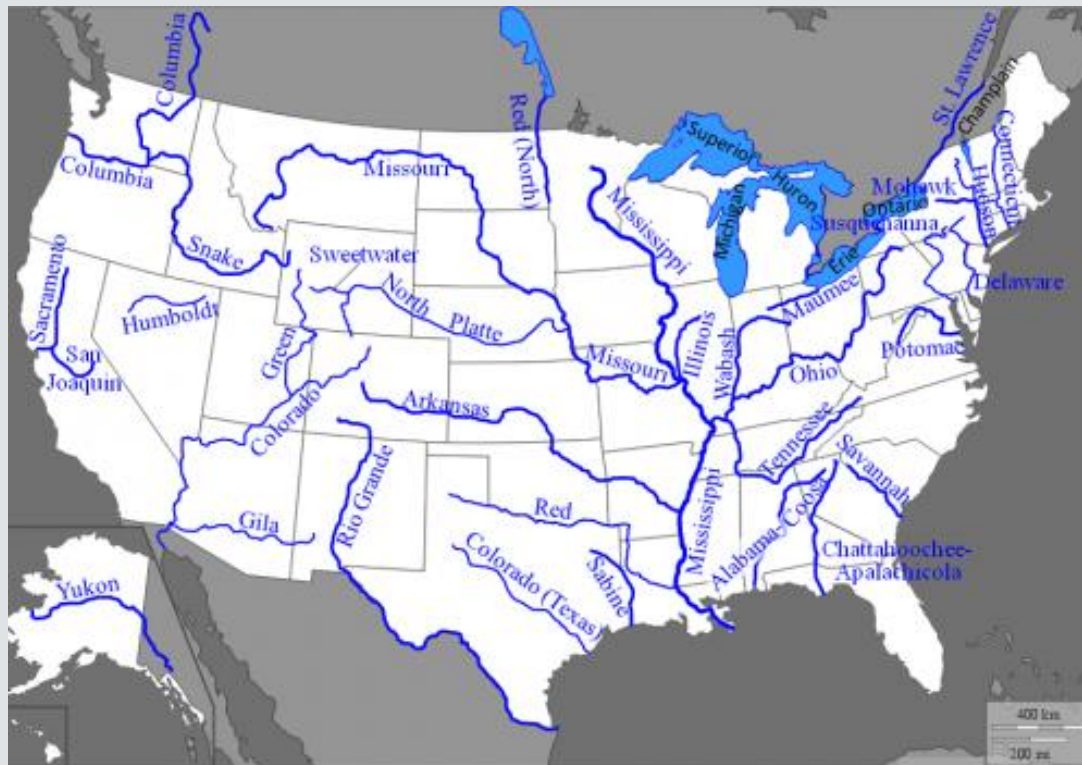 Columbia
Columbia
Missouri
Red (North)
Superior
Huron
Michigan
St. Lawrence
Champlain
Connecticut
Mohawk
Hudson
Ontario
Susquehanna
Erie
Mississippi
Snake
Sweetwater
North
Platte
Sacramento
Humboldt
San
Joaquin
Green
Colorado
Missouri
Illinois
Wabash
Maumee
Delaware
Potomac
Ohio
Arkansas
Tennessee
Savannah
Rio Grande
Gila
Red
Mississippi
Alabama-Coosa
Chattahoochee-
Apalathicola
Colorado (Texas)
Sabine
Yukon
400 km
200 mi